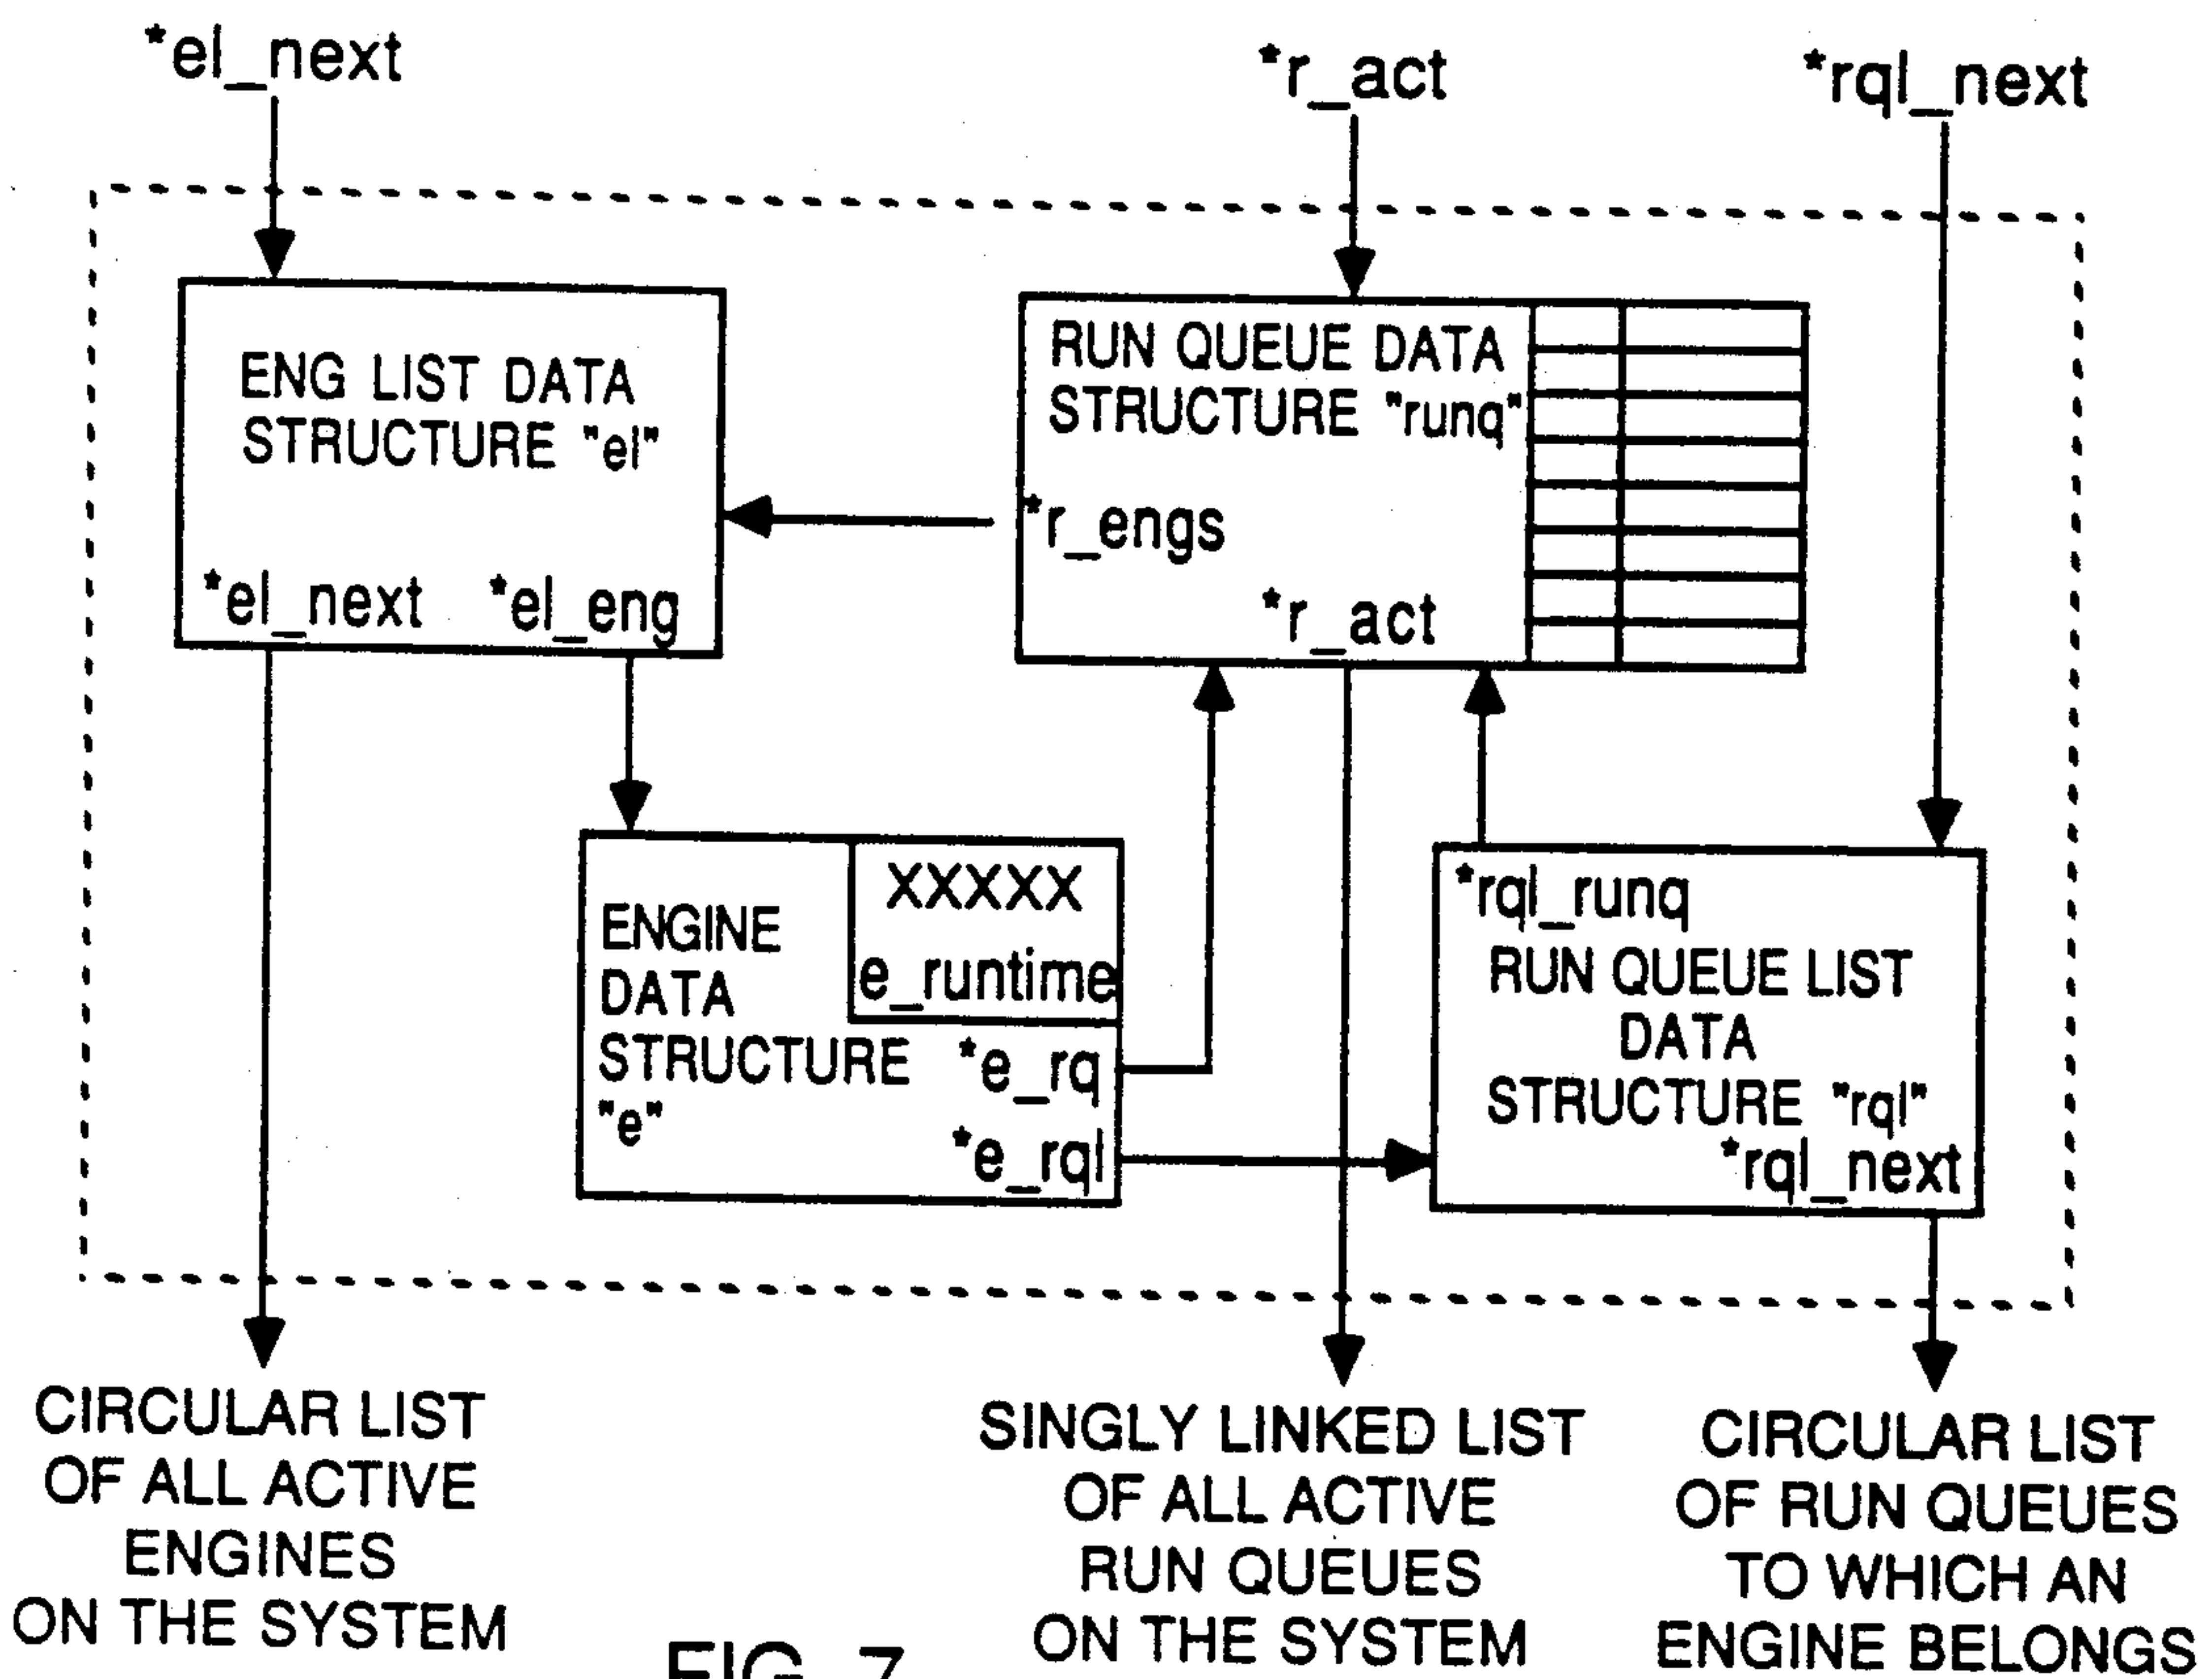 *el_next
*r_act
*rql_next
ENG LIST DATA
STRUCTURE "el"
*el_next *el_eng
RUN QUEUE DATA
STRUCTURE "runq"
*r_engs
*r_act
ENGINE
DATA
STRUCTURE
"e"
XXXXX
e_runtime
*e_rq
*e_rql
*rql_runq
RUN QUEUE LIST
DATA
STRUCTURE "rql"
*rql_next
CIRCULAR LIST
OF ALL ACTIVE
ENGINES
ON THE SYSTEM
SINGLY LINKED LIST
OF ALL ACTIVE
RUN QUEUES
ON THE SYSTEM
CIRCULAR LIST
OF RUN QUEUES
TO WHICH AN
ENGINE BELONGS
FIG. 7